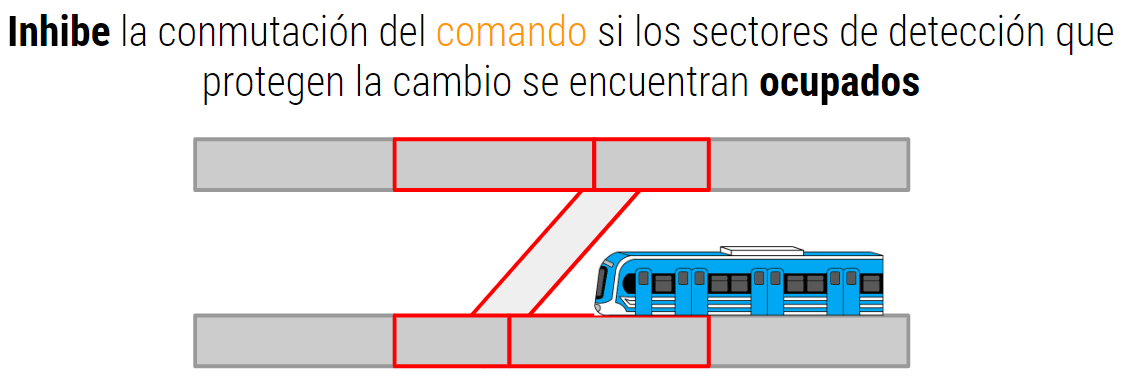 Inhibe la conmutación del comando si los sectores de detección que
protegen la cambio se encuentran ocupados